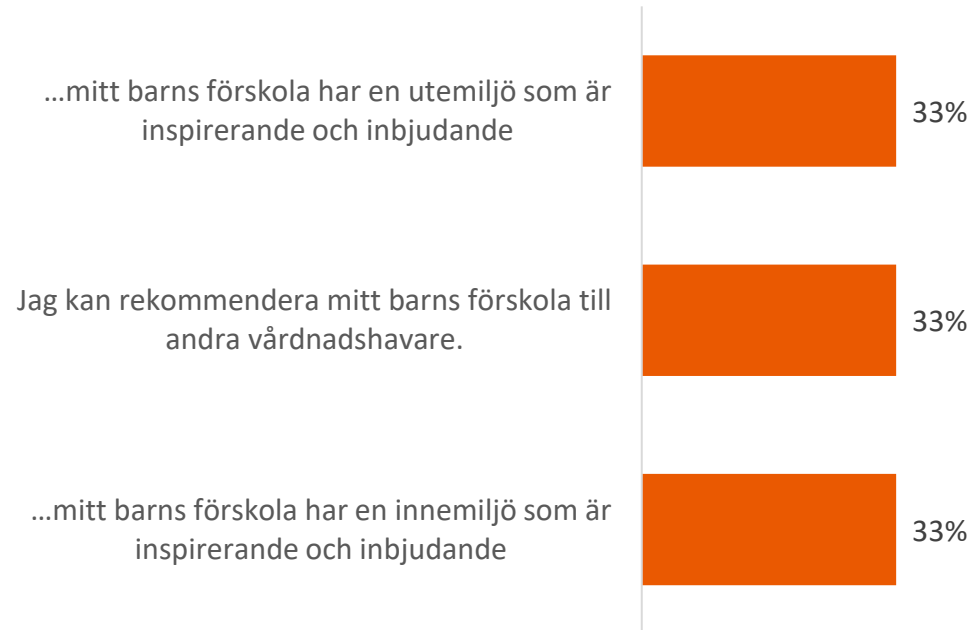 …mitt barns förskola har en utemiljö som är
inspirerande och inbjudande
33%
Jag kan rekommendera mitt barns förskola till
andra vårdnadshavare.
33%
…mitt barns förskola har en innemiljö som är
inspirerande och inbjudande
33%